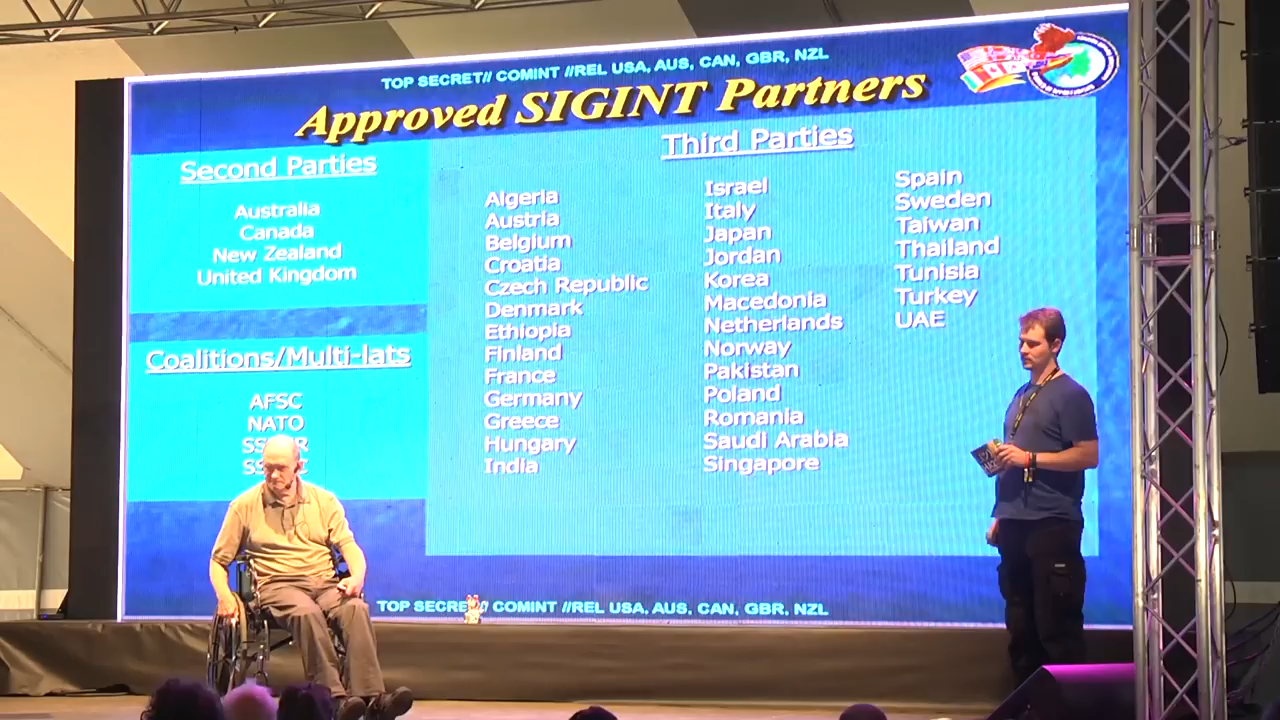 TOP SECRET// COMINT //REL USA, AUS, CAN, GBR, NZL
Approved SIGINT Partners
Second Parties
Australia
Canada
New Zealand
United Kingdom
Coalitions/Multi-lats
AFSC
NATO
Third Parties
Algeria
Austria
Belgium
Croatia
Czech Republic
Denmark
Ethiopia
Finland
France
Germany
Greece
Hungary
India
Israel
Italy
Japan
Jordan
Korea
Macedonia
Netherlands
Norway
Pakistan
Poland
Romania
Saudi Arabia
Singapore
Spain
Sweden
Taiwan
Thailand
Tunisia
Turkey
UAE
TOP SECRET// COMINT //REL USA, AUS, CAN, GBR, NZL